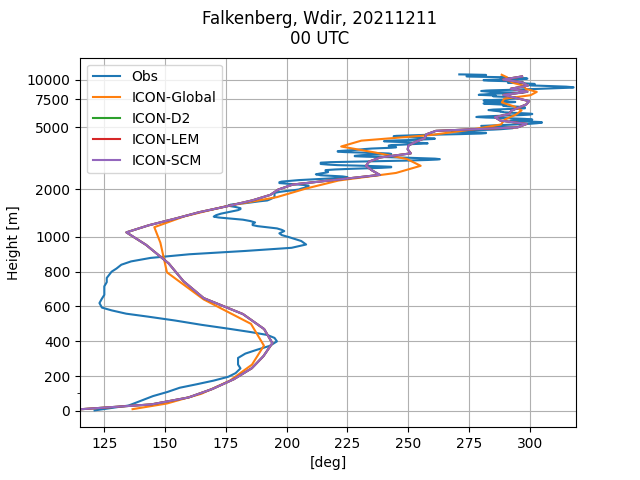 Falkenberg, Wdir, 20211211
00 UTC
Obs
ICON-Global
ICON-D2
ICON-LEM
ICON-SCM
10000
7500
5000
2000
1000
800
600
400
200
0
Height [m]
125 150 175 200 225 250 275 300
[deg]